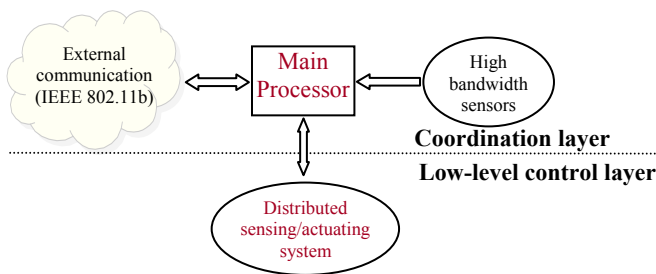 External
communication
(IEEE 802.11b)
Main
Processor
High
bandwidth
sensors
Coordination layer
Low-level control layer
Distributed
sensing/actuating
system